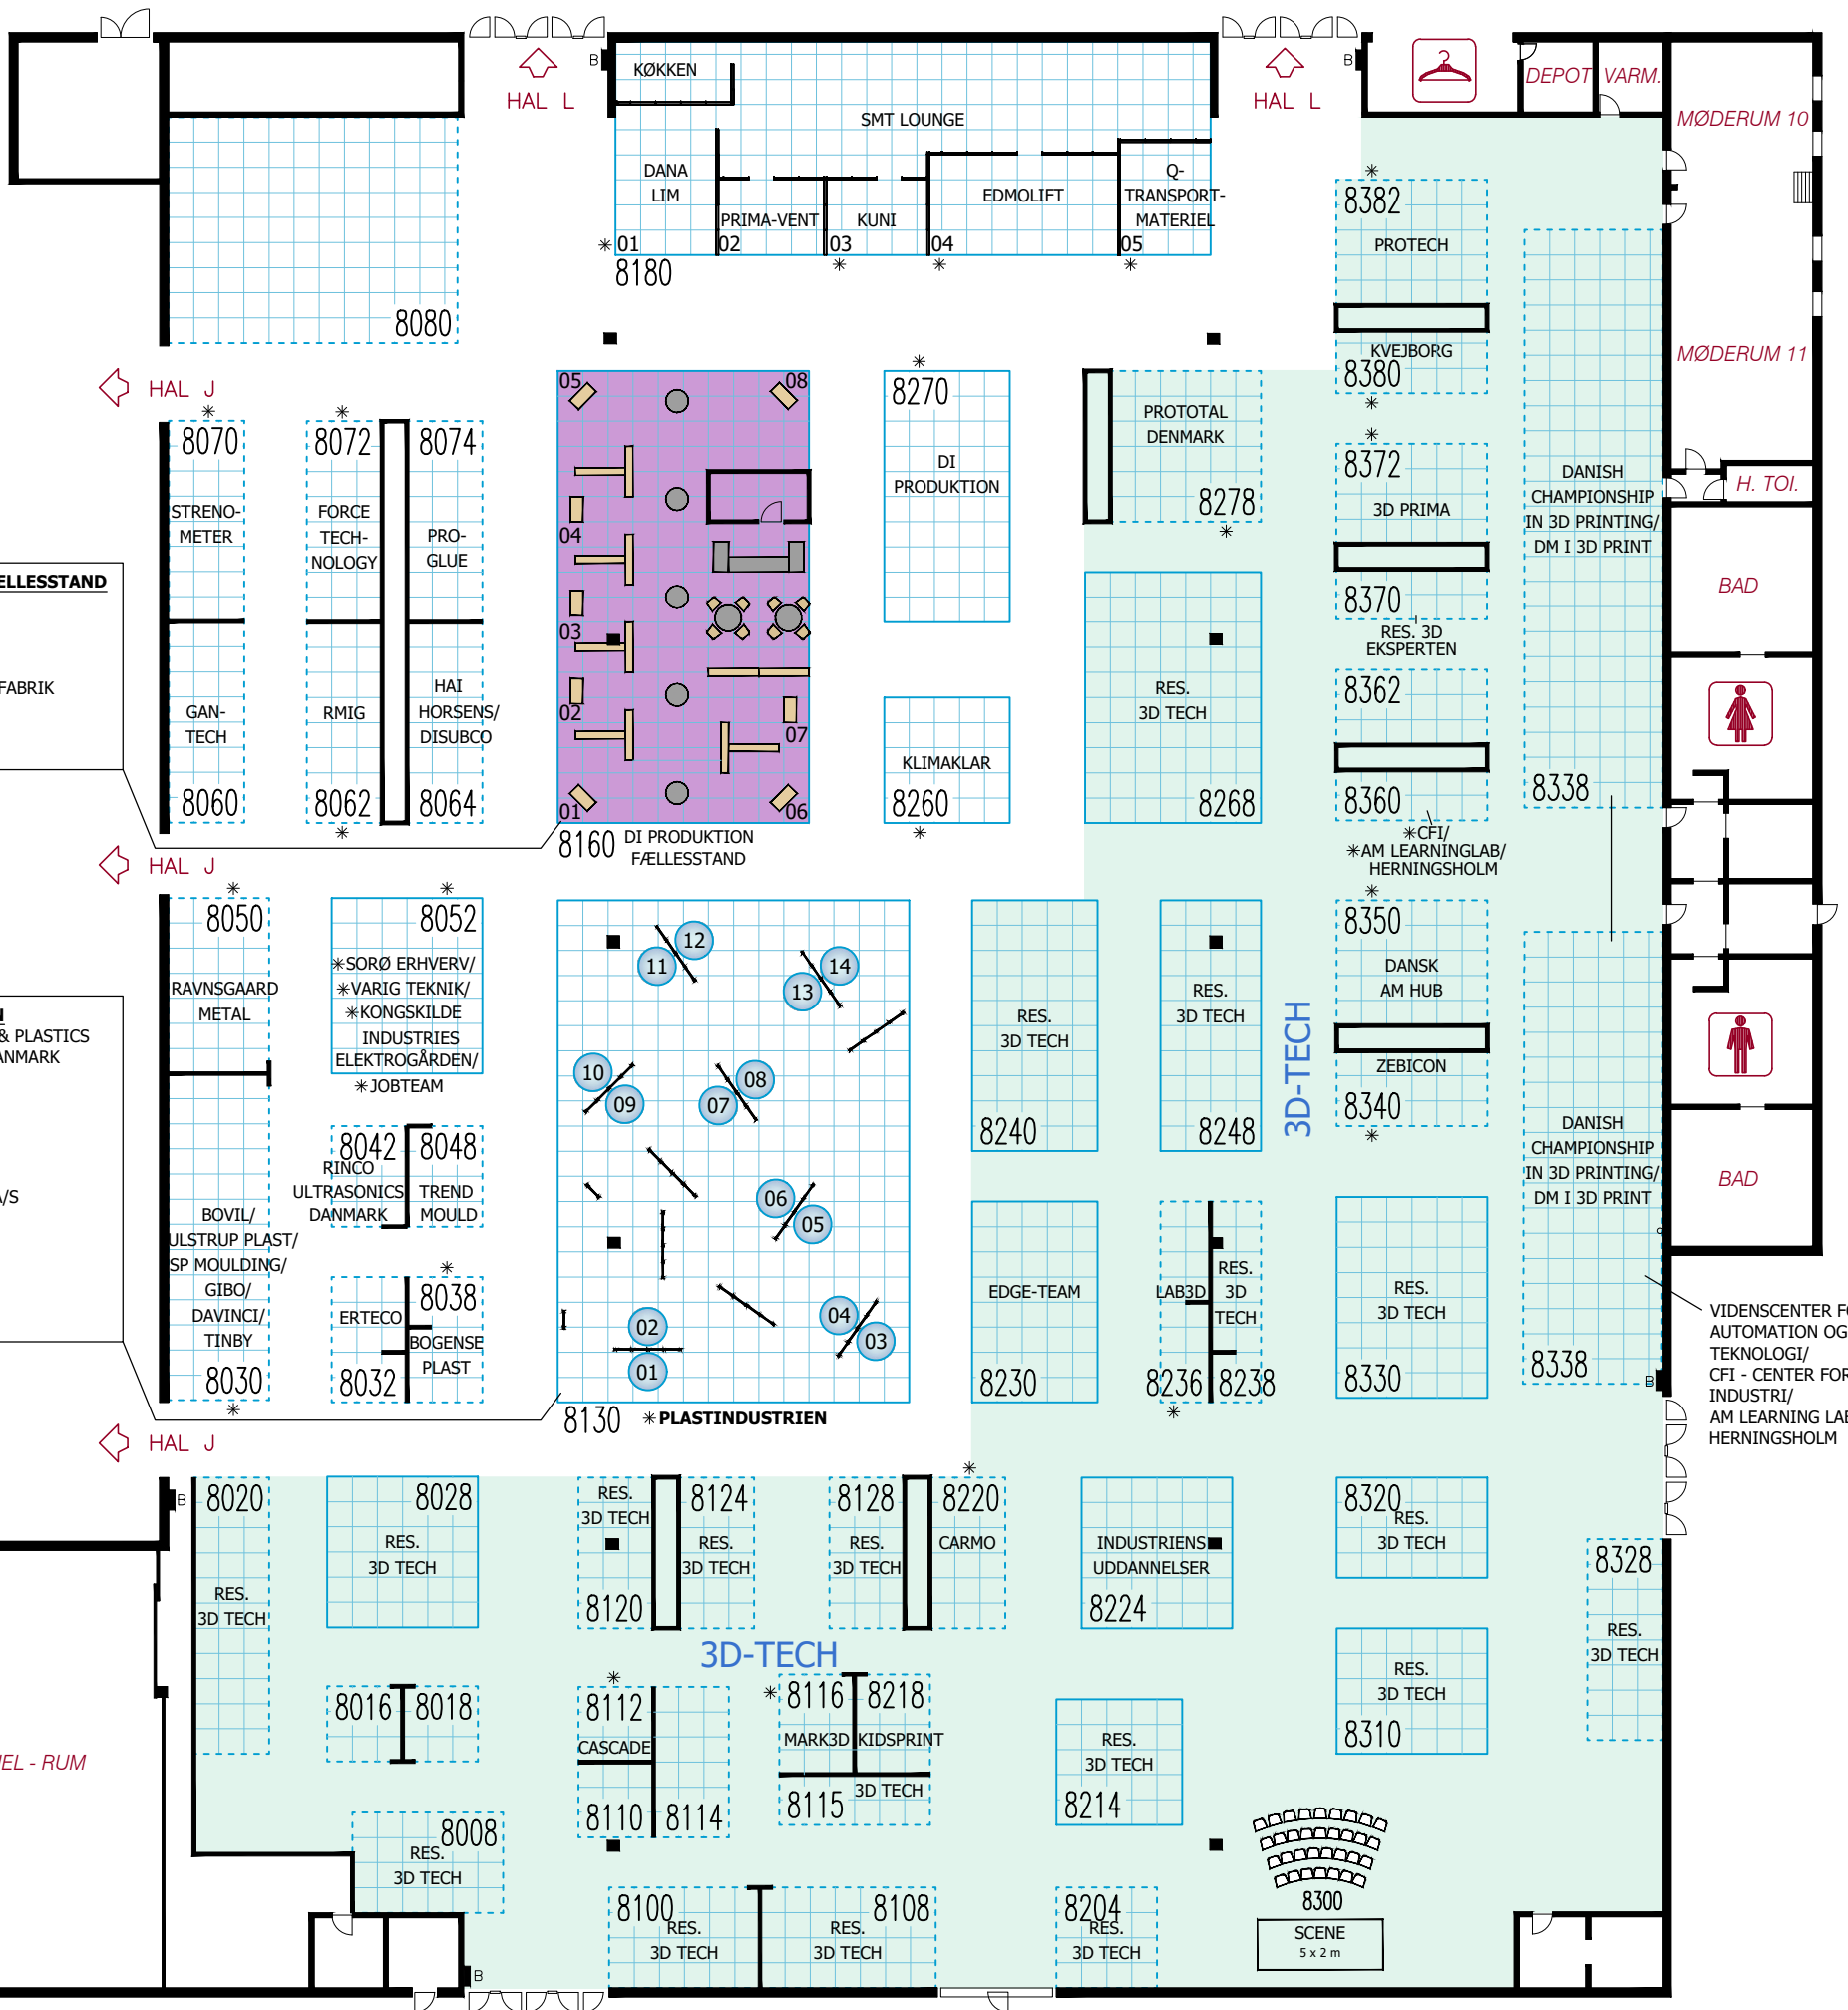 B
B
HAL L
HAL L
KØKKEN
SMT LOUNGE
DANA
LIM
PRIMA-VENT
KUNI
EDMOLIFT
Q-
TRANSPORT-
MATERIEL
*01
02
03
04
05
8180
*
*
*
DEPOT
VARM.
MØDERUM 10
MØDERUM 11
H. TOI.
BAD
BAD
8080
*
8382
PROTECH
KVEJBORG
8380
*
HAL J
*
8070
STRENO-
METER
GAN-
TECH
8060
*
8072
FORCE
TECH-
NOLOGY
RMIG
8062
*
8074
PRO-
GLUE
HAI
HORSENS/
DISUBCO
8064
05
08
04
03
02
07
01
06
8160
DI PRODUKTION
FÆLLESSTAND
*
8270
DI
PRODUKTION
KLIMAKLAR
8260
*
PROTOTAL
DENMARK
8278
*
RES.
3D TECH
8268
*
8372
3D PRIMA
8370
RES. 3D
EKSPERTEN
8362
8360
*CFI/
*AM LEARNINGLAB/
HERNINGSHOLM
DANISH
CHAMPIONSHIP
IN 3D PRINTING/
DM I 3D PRINT
8338
ELLESSTAND
FABRIK
HAL J
*
8050
RAVNSGAARD
METAL
BOVIL/
ULSTRUP PLAST/
SP MOULDING/
GIBO/
DAVINCI/
TINBY
8030
*
*
8052
*SORØ ERHVERV/
*VARIG TEKNIK/
*KONGSKILDE
INDUSTRIES
ELEKTROGÅRDEN/
*JOBTEAM
8042
RINCO
ULTRASONICS
DANMARK
8048
TREND
MOULD
ERTECO
8032
*
8038
BOGENSE
PLAST
& PLASTICS
ANMARK
A/S
12
11
14
13
10
09
08
07
06
05
04
03
02
01
8130
*PLASTINDUSTRIEN
RES.
3D TECH
8240
RES.
3D TECH
8248
3D-TECH
*
8350
DANSK
AM HUB
ZEBICON
8340
*
EDGE-TEAM
8230
LAB3D
8236
*
RES.
3D
TECH
8238
RES.
3D TECH
8330
DANISH
CHAMPIONSHIP
IN 3D PRINTING/
DM I 3D PRINT
8338
B
VIDENSCENTER FO
AUTOMATION OG
TEKNOLOGI/
CFI - CENTER FOR
INDUSTRI/
AM LEARNING LAB
HERNINGSHOLM
HAL J
B
8020
RES.
3D TECH
8028
RES.
3D TECH
RES.
3D TECH
8120
8124
RES.
3D TECH
8128
RES.
3D TECH
*
8220
CARMO
INDUSTRIENS
UDDANNELSER
8224
8320
RES.
3D TECH
8328
RES.
3D TECH
3D-TECH
8016
8018
*
8112
CASCADE
8110
8114
*
8116
MARK3D
8218
KIDSPRINT
8115
3D TECH
RES.
3D TECH
8214
RES.
3D TECH
8310
EL - RUM
8008
RES.
3D TECH
B
8100
RES.
3D TECH
8108
RES.
3D TECH
8204
RES.
3D TECH
8300
SCENE
5 x 2 m